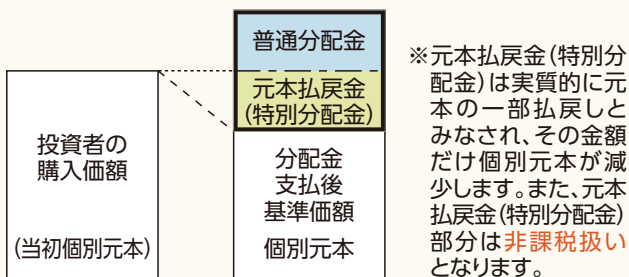 投資者の
購入価額
(当初個別元本)
普通分配金
元本払戻金
(特別分配金)
分配金
支払後
基準価額
個別元本
※元本払戻金(特別分
配金)は実質的に元
本の一部払戻しと
みなされ、その金額
だけ個別元本が減
少します。また、元本
払戻金(特別分配金)
部分は非課税扱い
となります。